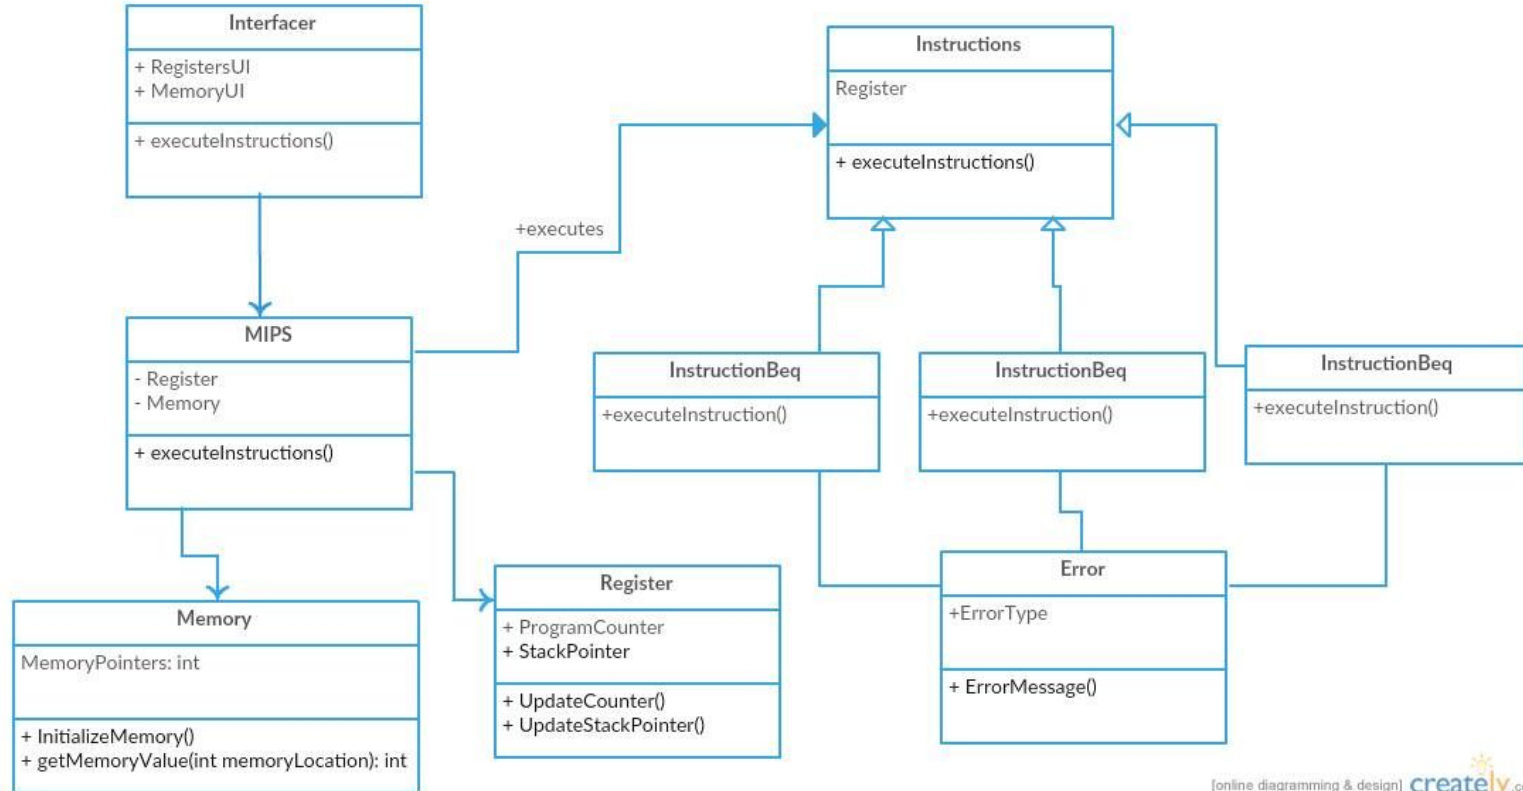 Interfacer
+ RegistersUI
+ MemoryUI
+ executeInstructions()
Instructions
Register
+ executeInstructions()
+executes
MIPS
- Register
- Memory
+ executeInstructions()
InstructionBeq
+executeInstruction()
InstructionBeq
+executeInstruction()
InstructionBeq
+executeInstruction()
Memory
MemoryPointers: int
+ InitializeMemory()
+ getMemoryValue(int memoryLocation): int
Register
+ ProgramCounter
+ StackPointer
+ UpdateCounter()
+ UpdateStackPointer()
Error
+ErrorType
+ ErrorMessage()
[online diagramming & design] creately